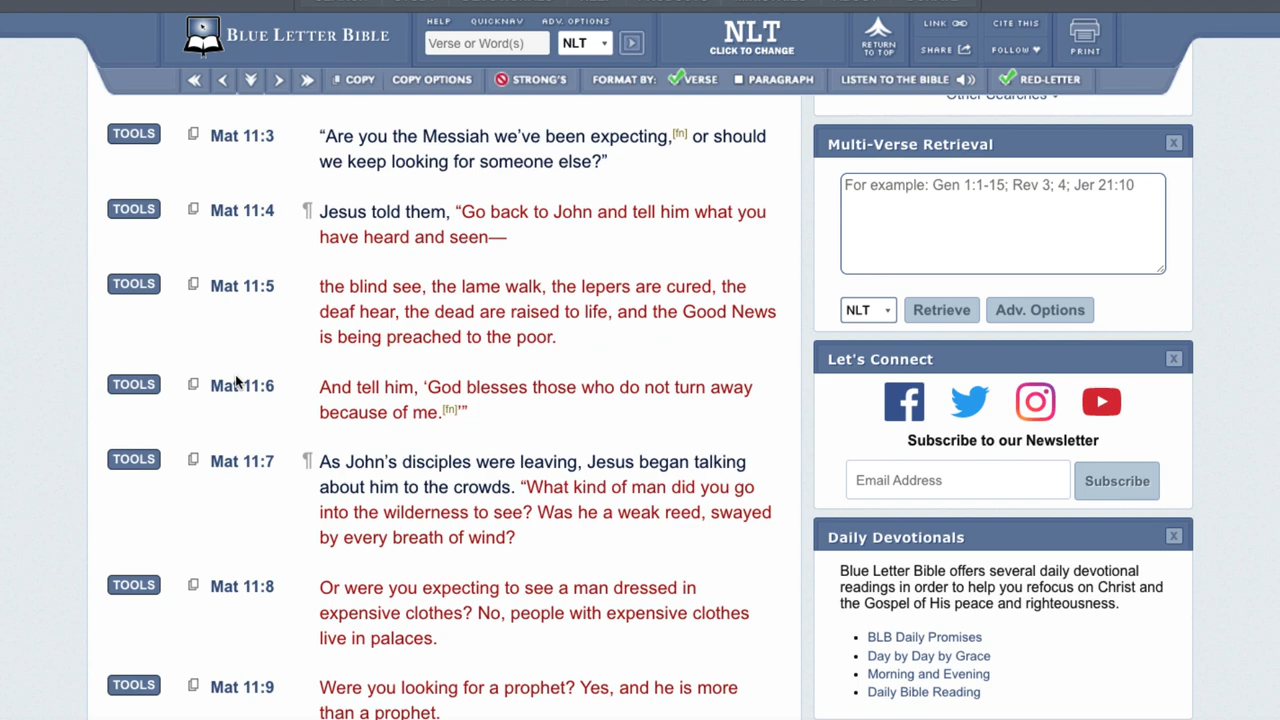 BLUE LETTER BIBLE
HELP QUICKNAV ADV. OPTIONS
Verse or Word(s) NLT
NLT
CLICK TO CHANGE
RETURN
TO TOP
LINK
SHARE
CITE THIS
FOLLOW
PRINT
COPY COPY OPTIONS STRONG'S FORMAT BY: VERSE PARAGRAPH LISTEN TO THE BIBLE RED-LETTER
TOOLS Mat 11:3 “Are you the Messiah we’ve been expecting,[fn] or should
we keep looking for someone else?”
TOOLS Mat 11:4 ¶ Jesus told them, “Go back to John and tell him what you
have heard and seen—
TOOLS Mat 11:5 the blind see, the lame walk, the lepers are cured, the
deaf hear, the dead are raised to life, and the Good News
is being preached to the poor.
TOOLS Mat 11:6 And tell him, ‘God blesses those who do not turn away
because of me.[fn]’”
TOOLS Mat 11:7 ¶ As John’s disciples were leaving, Jesus began talking
about him to the crowds. “What kind of man did you go
into the wilderness to see? Was he a weak reed, swayed
by every breath of wind?
TOOLS Mat 11:8 Or were you expecting to see a man dressed in
expensive clothes? No, people with expensive clothes
live in palaces.
TOOLS Mat 11:9 Were you looking for a prophet? Yes, and he is more
than a prophet.
Other Searches
Multi-Verse Retrieval X
For example: Gen 1:1-15; Rev 3; 4; Jer 21:10
NLT Retrieve Adv. Options
Let’s Connect X
Subscribe to our Newsletter
Email Address Subscribe
Daily Devotionals X
Blue Letter Bible offers several daily devotional
readings in order to help you refocus on Christ and
the Gospel of His peace and righteousness.
• BLB Daily Promises
• Day by Day by Grace
• Morning and Evening
• Daily Bible Reading